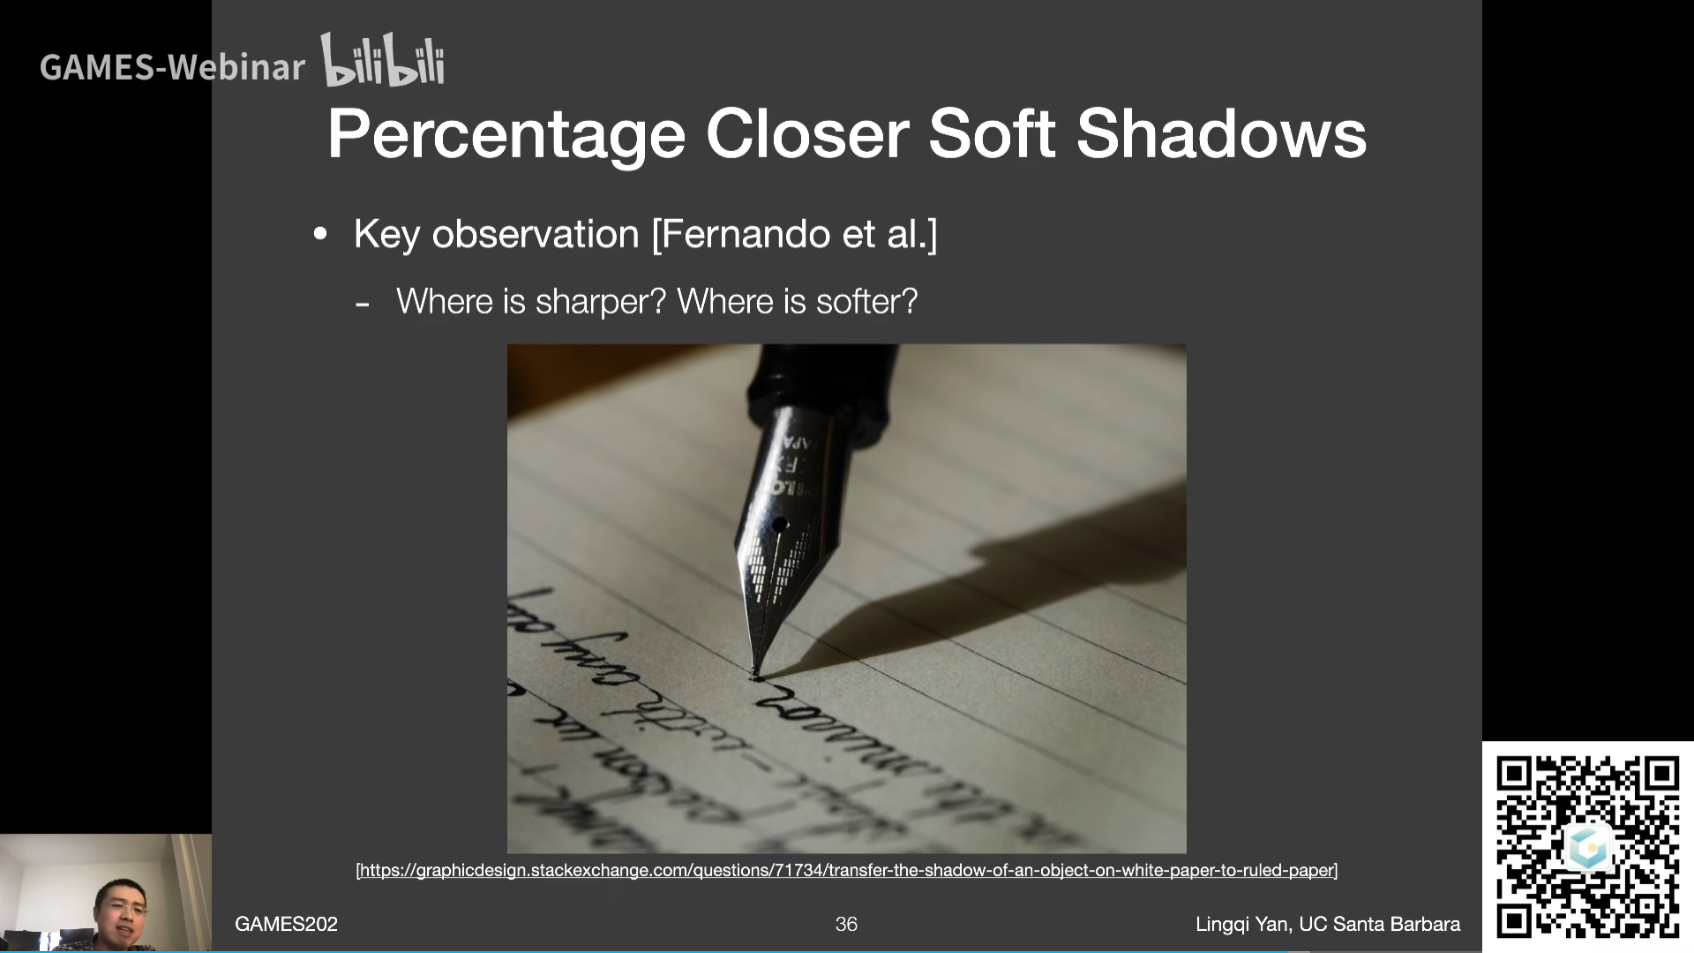 GAMES-Webinar bilibili
Percentage Closer Soft Shadows
• Key observation [Fernando et al.]
- Where is sharper? Where is softer?
[https://graphicdesign.stackexchange.com/questions/71734/transfer-the-shadow-of-an-object-on-white-paper-to-ruled-paper]
GAMES202
36
Lingqi Yan, UC Santa Barbara